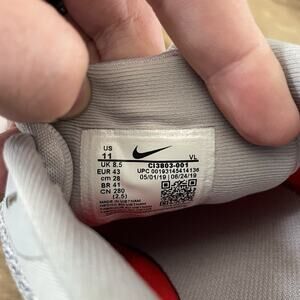 US
11 VL
UK 8.5 CI3803-001
EUR 43 UPC 00193145414136
cm 28 05/01/19 06/24/19
BR 41
CN 280
(2.5)
MADE IN VIETNAM